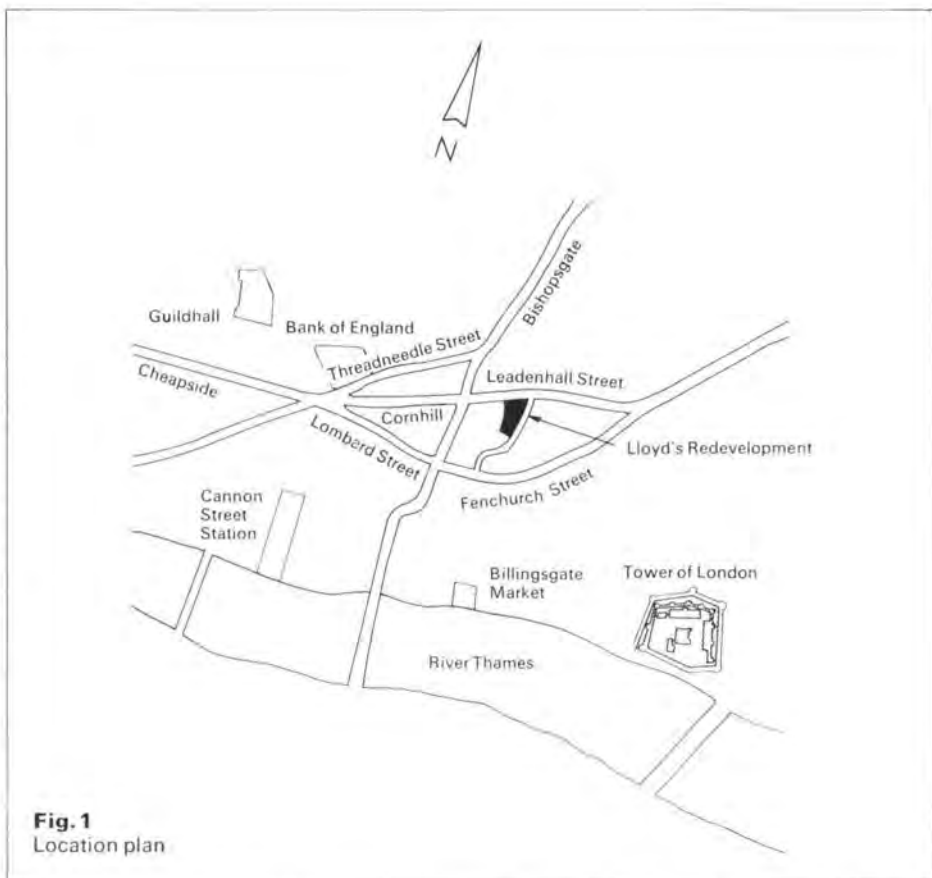 N
Bishopsgate
Guildhall
Bank of England
Threadneedle Street
Leadenhall Street
Cheapside
Cornhill
Lombard Street
Lloyd's Redevelopment
Fenchurch Street
Cannon
Street
Station
Billingsgate
Market
Tower of London
River Thames
Fig. 1
Location plan